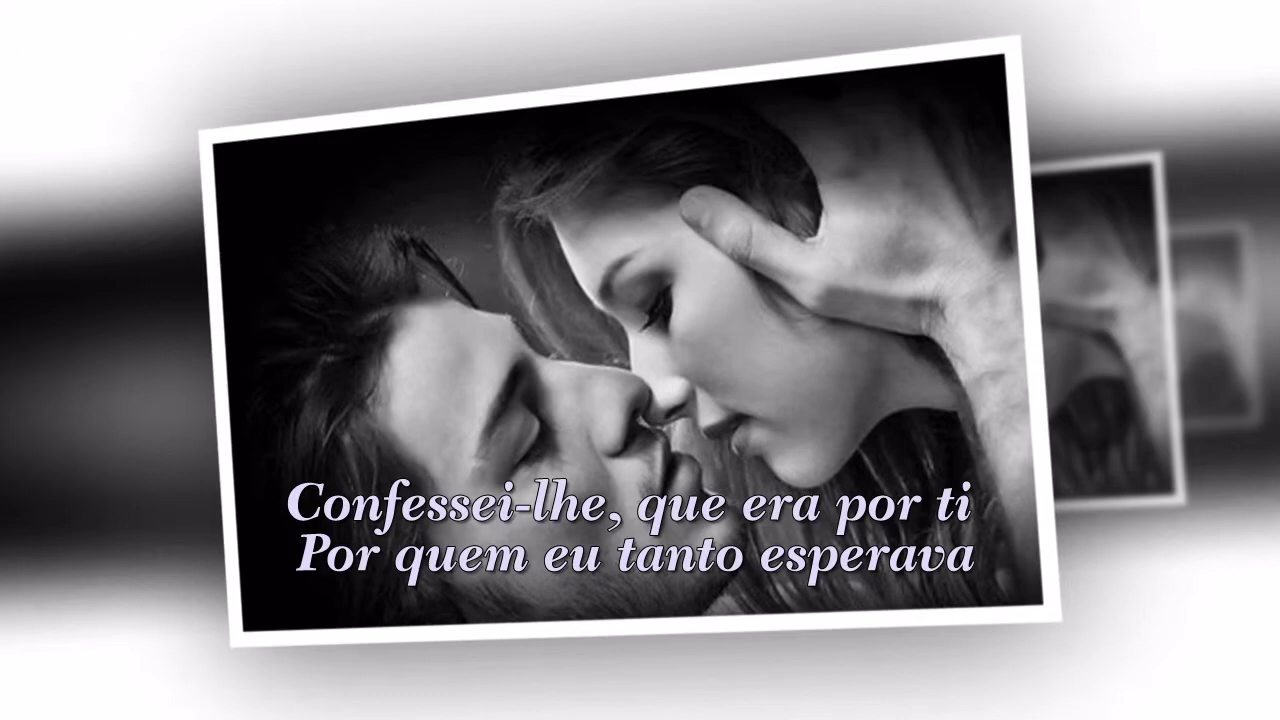 Confessei-lhe, que era por ti
Por quem eu tanto esperava